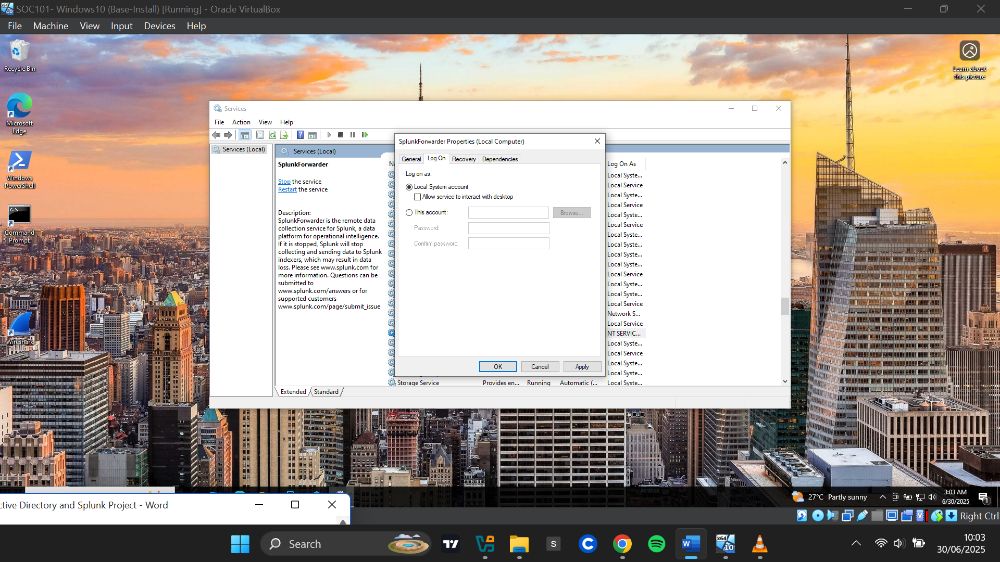 SOC101- Windows10 (Base-Install) [Running] - Oracle VirtualBox
File Machine View Input Devices Help
Recycle Bin
Learn about
this picture
Microsoft
Edge
Windows
PowerShell
Command
Prompt
Wireshark
Services
File Action View Help
Services (Local)
Services (Local)
SplunkForwarder
Stop the service
Restart the service
Description:
SplunkForwarder is the remote data
collection service for Splunk, a data
platform for operational intelligence.
If it is stopped, Splunk will stop
collecting and sending data to Splunk
indexers, which may result in data
loss. Please see www.splunk.com for
more information. Questions can be
submitted to
www.splunk.com/answers or for
supported customers
www.splunk.com/page/submit_issue
SplunkForwarder Properties (Local Computer)
General Log On Recovery Dependencies
Log on as:
Local System account
Allow service to interact with desktop
This account:
Browse...
Password:
Confirm password:
OK Cancel Apply
Log On As
Local Syste...
Local Service
Local Syste...
Local Service
Local Syste...
Local Service
Local Syste...
Local Syste...
Local Syste...
Local Syste...
Local Service
Local Syste...
Local Syste...
Local Service
Network S...
Local Service
NT SERVIC...
Local Syste...
Local Service
Local Syste...
Local Syste...
Storage Service Provides en... Running Automatic (... Local Syste...
Extended Standard
27°C Partly sunny
3:03 AM
6/30/2025
1
ctive Directory and Splunk Project - Word
Right Ctrl
Search
10:03
30/06/2025